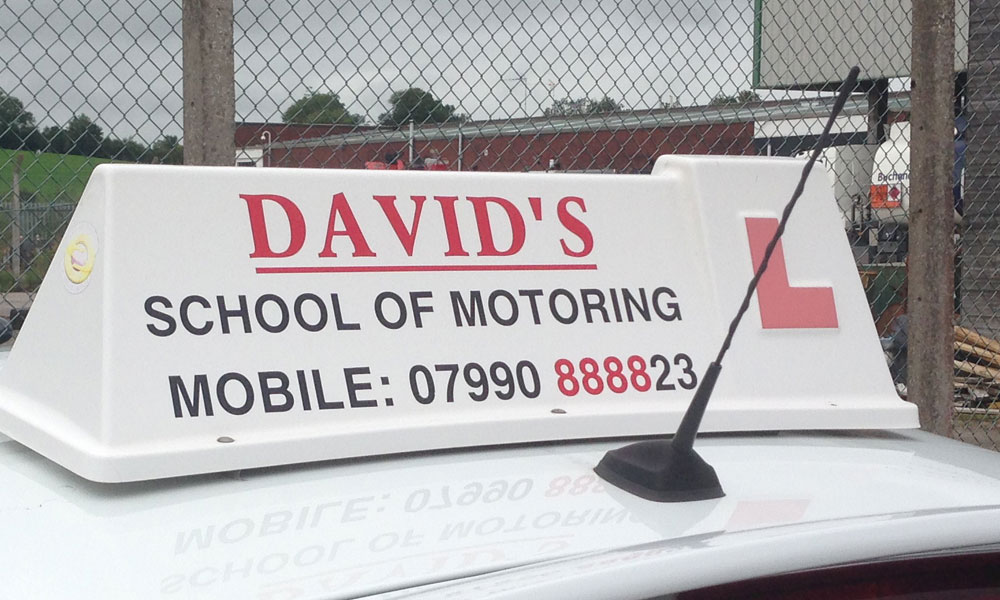 DAVID'S
SCHOOL OF MOTORING
L
MOBILE: 07990 888823